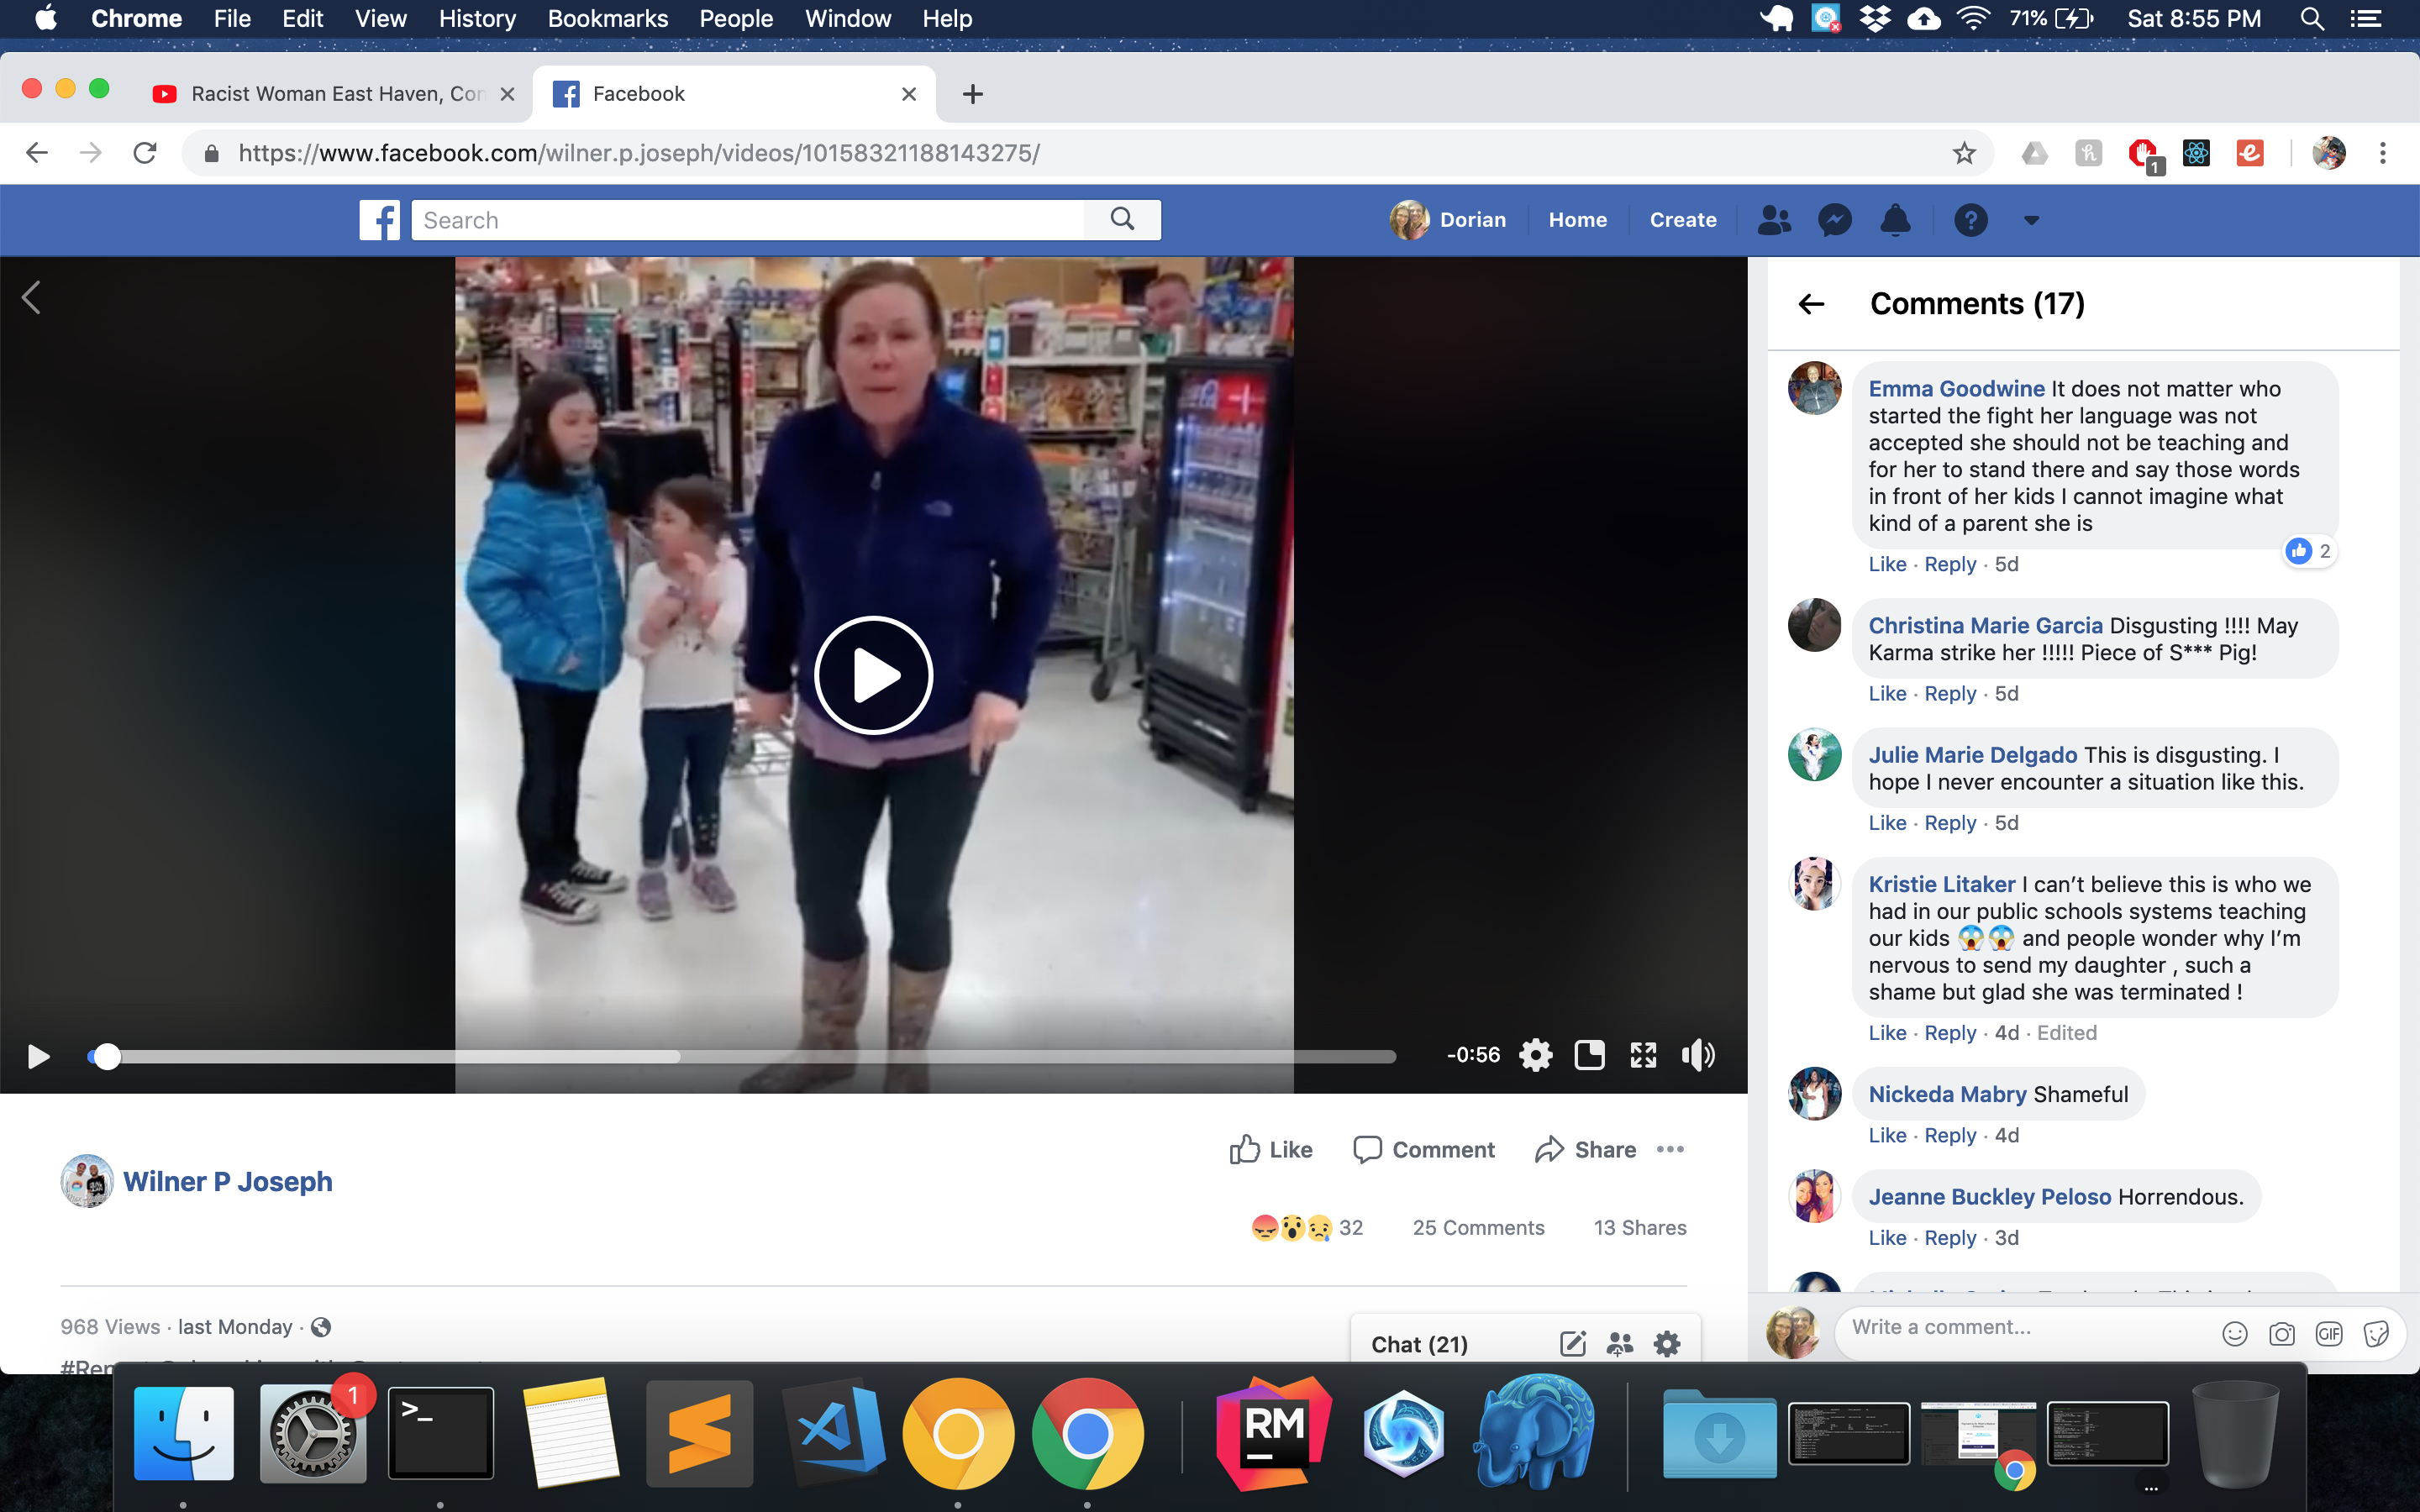 Chrome File Edit View History Bookmarks People Window Help 71% Sat 8:55 PM
Racist Woman East Haven, Con
Facebook
https://www.facebook.com/wilner.p.joseph/videos/10158321188143275/
1
Search
Dorian Home Create
Comments (17)
Emma Goodwine It does not matter who
started the fight her language was not
accepted she should not be teaching and
for her to stand there and say those words
in front of her kids I cannot imagine what
kind of a parent she is
2
Like · Reply · 5d
Christina Marie Garcia Disgusting !!!! May
Karma strike her !!!!! Piece of S*** Pig!
Like · Reply · 5d
Julie Marie Delgado This is disgusting. I
hope I never encounter a situation like this.
Like · Reply · 5d
Kristie Litaker I can't believe this is who we
had in our public schools systems teaching
our kids 😱😱 and people wonder why I'm
nervous to send my daughter , such a
shame but glad she was terminated !
Like · Reply · 4d · Edited
Nickeda Mabry Shameful
Like · Reply · 4d
Jeanne Buckley Peloso Horrendous.
Like · Reply · 3d
Write a comment...
GIF
-0:56
Like Comment Share
Wilner P Joseph
32 25 Comments 13 Shares
968 Views · last Monday ·
Chat (21)
1
>_
RM